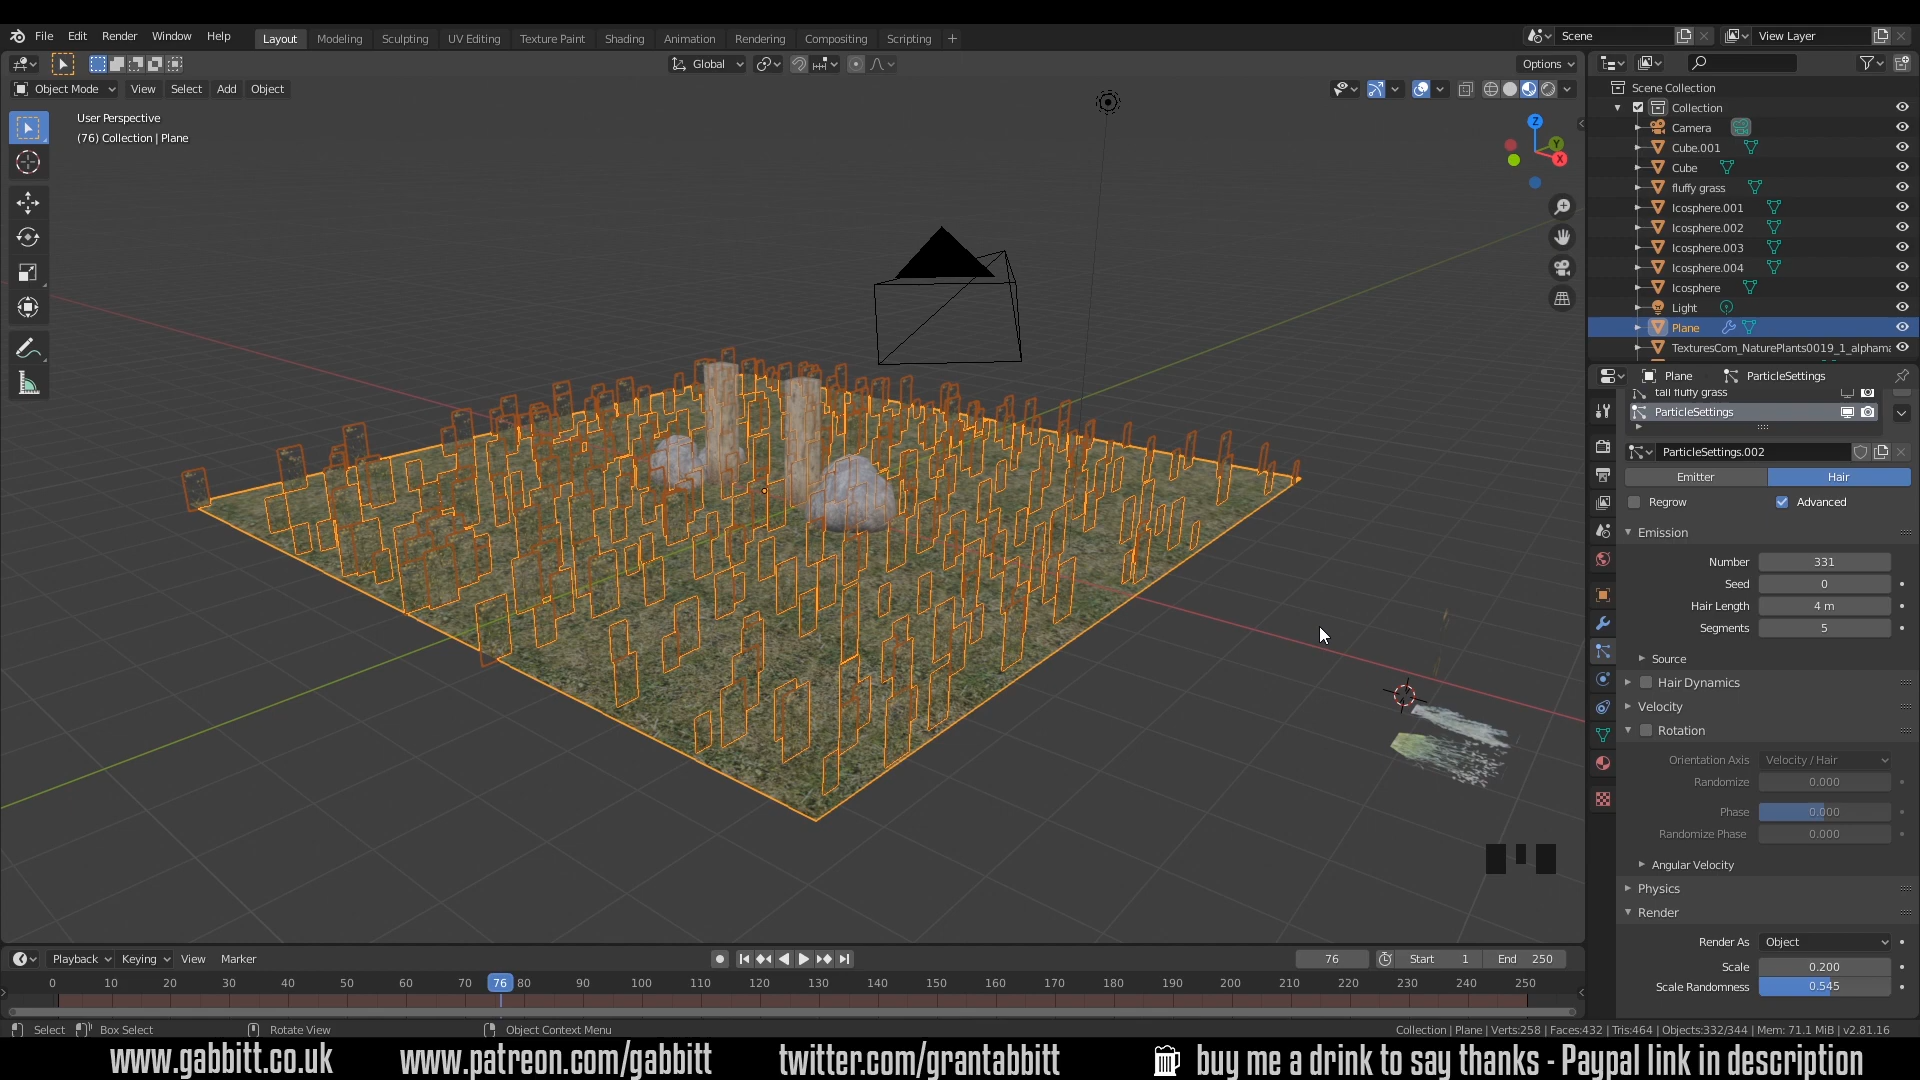 File Edit Render Window Help
Layout Modeling Sculpting UV Editing Texture Paint Shading Animation Rendering Compositing Scripting +
Scene
View Layer
Global
Options
Object Mode View Select Add Object
User Perspective
(76) Collection | Plane
Z
Y
X
Scene Collection
Collection
Camera
Cube.001
Cube
fluffy grass
Icosphere.001
Icosphere.002
Icosphere.003
Icosphere.004
Icosphere
Light
Plane
TexturesCom_NaturePlants0019_1_alphama
Plane ParticleSettings
tall fluffy grass
ParticleSettings
ParticleSettings.002
Emitter Hair
Regrow Advanced
Emission
Number 331
Seed 0
Hair Length 4 m
Segments 5
Source
Hair Dynamics
Velocity
Rotation
Orientation Axis Velocity / Hair
Randomize 0.000
Phase 0.000
Randomize Phase 0.000
Angular Velocity
Physics
Render
Render As Object
Scale 0.200
Scale Randomness 0.545
Playback Keying View Marker
76 Start 1 End 250
0 10 20 30 40 50 60 70 76 80 90 100 110 120 130 140 150 160 170 180 190 200 210 220 230 240 250
Select Box Select Rotate View Object Context Menu
Collection | Plane | Verts:258 | Faces:432 | Tris:464 | Objects:332/344 | Mem: 71.1 MiB | v2.81.16
www.gabbitt.co.uk www.patreon.com/gabbitt twitter.com/grantabbitt buy me a drink to say thanks - Paypal link in description